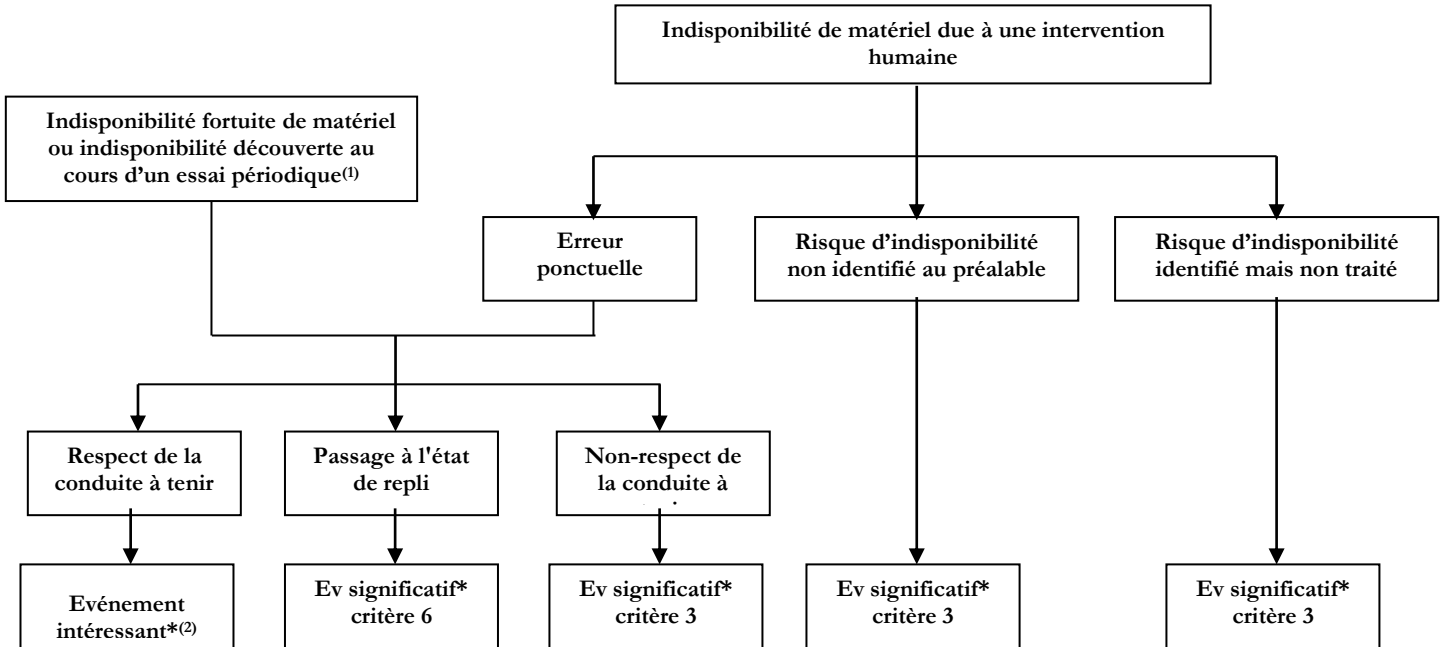 Indisponibilité de matériel due à une intervention
humaine
Indisponibilité fortuite de matériel
ou indisponibilité découverte au
cours d'un essai périodique(1)
Erreur
ponctuelle
Risque d'indisponibilité
non identifié au préalable
Risque d'indisponibilité
identifié mais non traité
Respect de la
conduite à tenir
Passage à l'état
de repli
Non-respect de
la conduite à
Evénement
intéressant*(2)
Ev significatif*
critère 6
Ev significatif*
critère 3
Ev significatif*
critère 3
Ev significatif*
critère 3